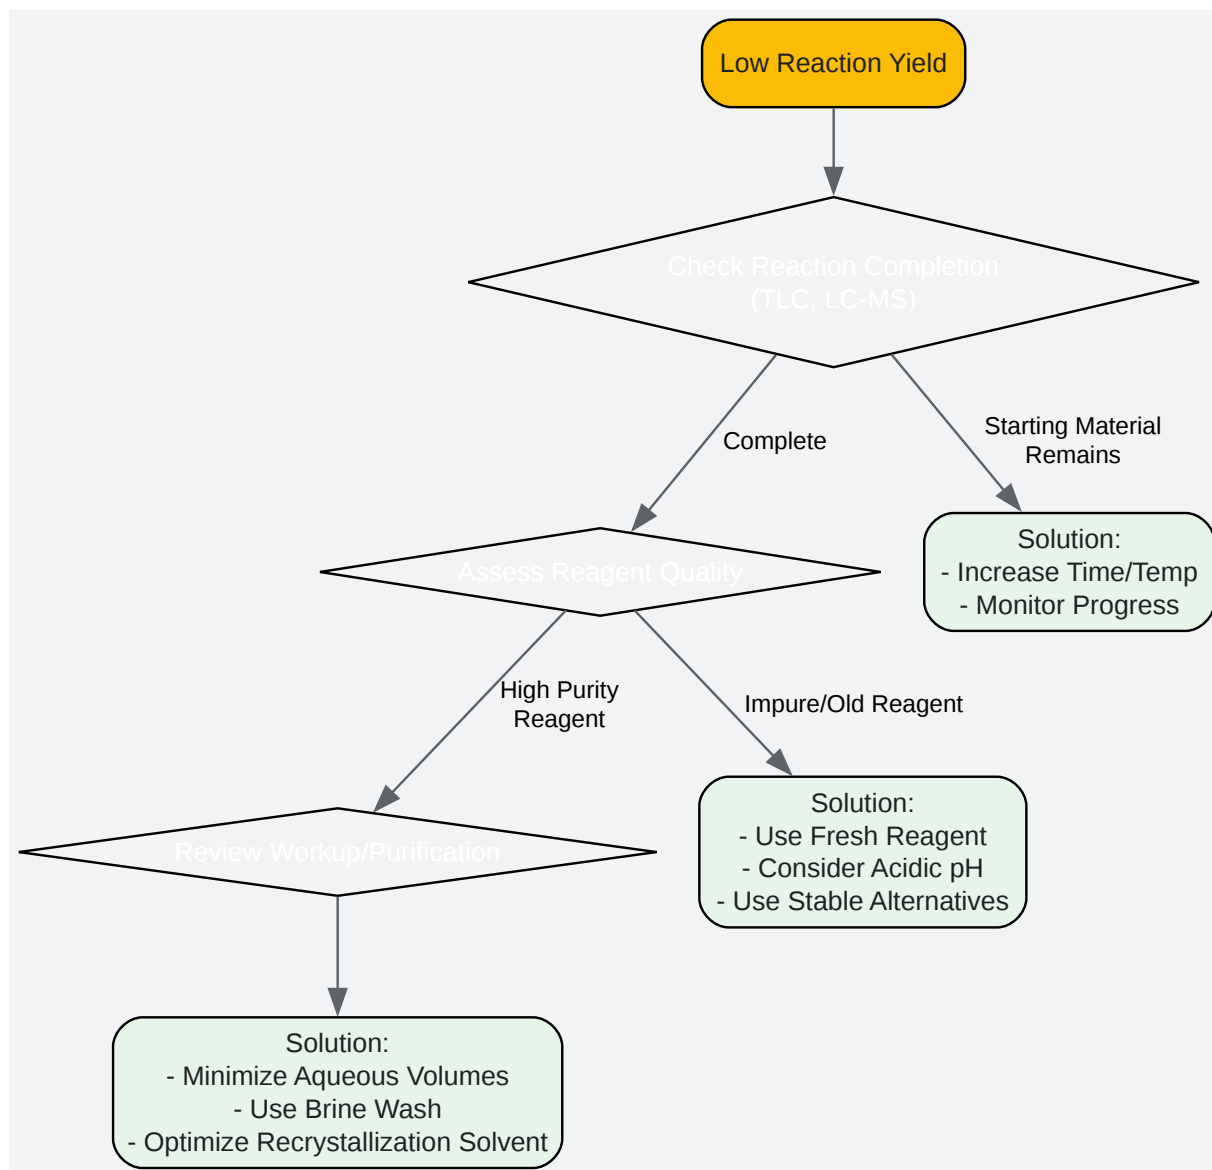 Low Reaction Yield
Check Reaction Completion
(TLC, LC-MS)
Complete
Starting Material
Remains
Solution:
- Increase Time/Temp
- Monitor Progress
Assess Reagent Quality
High Purity
Reagent
Impure/Old Reagent
Solution:
- Use Fresh Reagent
- Consider Acidic pH
- Use Stable Alternatives
Review Workup/Purification
Solution:
- Minimize Aqueous Volumes
- Use Brine Wash
- Optimize Recrystallization Solvent